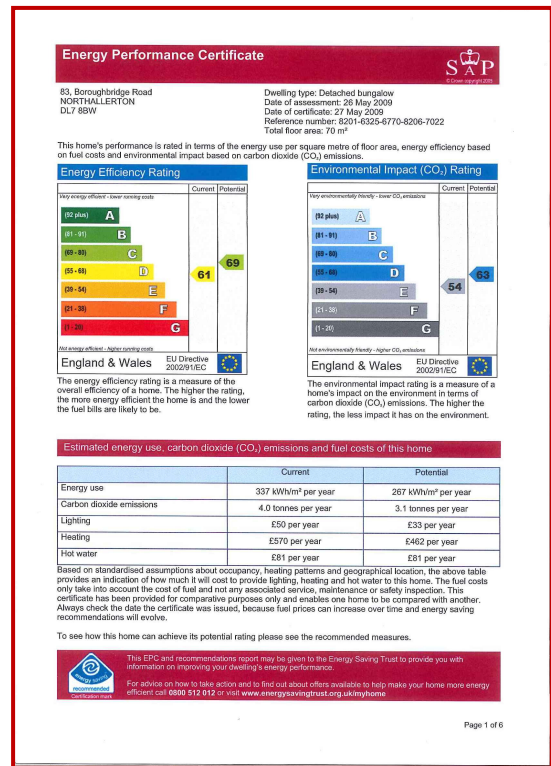 Energy Performance Certificate
SAP
© Crown copyright 2009
83, Boroughbridge Road
NORTHALLERTON
DL7 8BW
Dwelling type: Detached bungalow
Date of assessment: 26 May 2009
Date of certificate: 27 May 2009
Reference number: 8201-6325-6770-8206-7022
Total floor area: 70 m²
This home's performance is rated in terms of the energy use per square metre of floor area, energy efficiency based
on fuel costs and environmental impact based on carbon dioxide (CO₂) emissions.
Energy Efficiency Rating
Current Potential
Very energy efficient - lower running costs
(92 plus) A
(81 - 91) B
(69 - 80) C
(55 - 68) D
(39 - 54) E
(21 - 38) F
(1 - 20) G
61
69
Not energy efficient - higher running costs
England & Wales
EU Directive
2002/91/EC
The energy efficiency rating is a measure of the
overall efficiency of a home. The higher the rating,
the more energy efficient the home is and the lower
the fuel bills are likely to be.
Environmental Impact (CO₂) Rating
Current Potential
Very environmentally friendly - lower CO₂ emissions
(92 plus) A
(81 - 91) B
(69 - 80) C
(55 - 68) D
(39 - 54) E
(21 - 38) F
(1 - 20) G
54
63
Not environmentally friendly - higher CO₂ emissions
England & Wales
EU Directive
2002/91/EC
The environmental impact rating is a measure of a
home's impact on the environment in terms of
carbon dioxide (CO₂) emissions. The higher the
rating, the less impact it has on the environment.
Estimated energy use, carbon dioxide (CO₂) emissions and fuel costs of this home
Current Potential
Energy use 337 kWh/m² per year 267 kWh/m² per year
Carbon dioxide emissions 4.0 tonnes per year 3.1 tonnes per year
Lighting £50 per year £33 per year
Heating £570 per year £462 per year
Hot water £81 per year £81 per year
Based on standardised assumptions about occupancy, heating patterns and geographical location, the above table
provides an indication of how much it will cost to provide lighting, heating and hot water to this home. The fuel costs
only take into account the cost of fuel and not any associated service, maintenance or safety inspection. This
certificate has been provided for comparative purposes only and enables one home to be compared with another.
Always check the date the certificate was issued, because fuel prices can increase over time and energy saving
recommendations will evolve.
To see how this home can achieve its potential rating please see the recommended measures.
energy saving
recommended
Certification mark
This EPC and recommendations report may be given to the Energy Saving Trust to provide you with
information on improving your dwelling's energy performance.
For advice on how to take action and to find out about offers available to help make your home more energy
efficient call 0800 512 012 or visit www.energysavingtrust.org.uk/myhome
Page 1 of 6